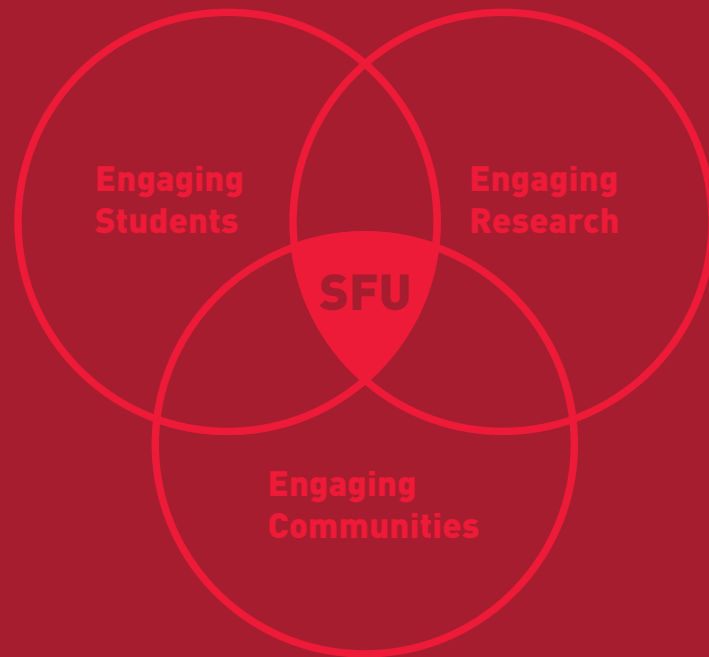 Engaging
Students
Engaging
Research
SFU
Engaging
Communities